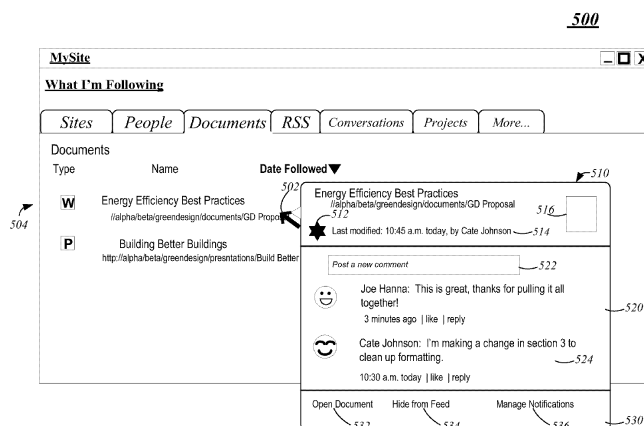 500
MySite
What I'm Following
Sites People Documents RSS Conversations Projects More...
Documents
Type Name Date Followed
510
502
W Energy Efficiency Best Practices
//alpha/beta/greendesign/documents/GD Propo
504
P Building Better Buildings
http://alpha/beta/greendesign/presntations/Build Better
Energy Efficiency Best Practices
//alpha/beta/greendesign/documents/GD Proposal
512
516
Last modified: 10:45 a.m. today, by Cate Johnson 514
Post a new comment 522
Joe Hanna: This is great, thanks for pulling it all
together!
520
3 minutes ago | like | reply
Cate Johnson: I'm making a change in section 3 to
clean up formatting.
524
10:30 a.m. today | like | reply
Open Document Hide from Feed Manage Notifications
530
532 534 536